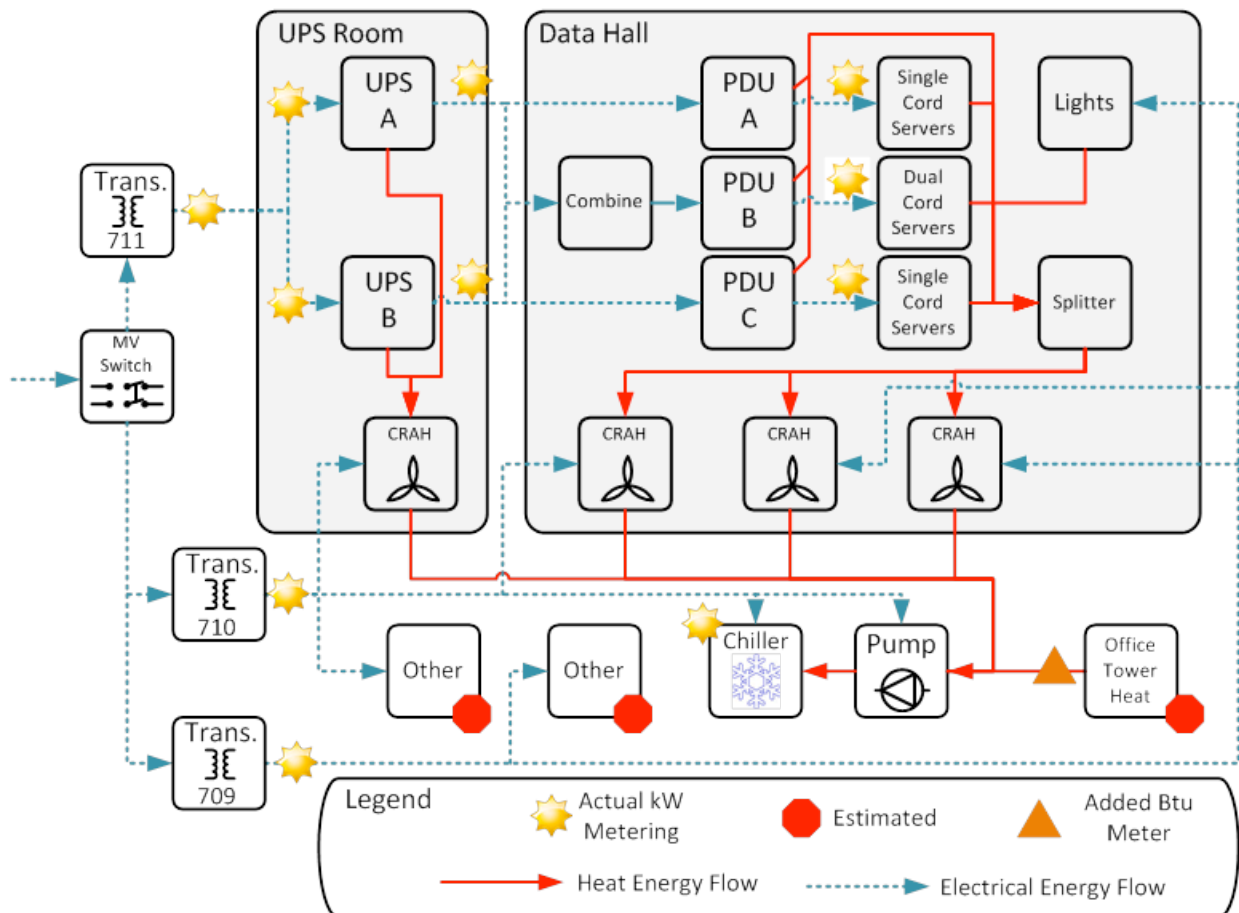 UPS Room
Data Hall
UPS
A
PDU
A
Single
Cord
Servers
Lights
Trans.
711
Combine
PDU
B
Dual
Cord
Servers
UPS
B
PDU
C
Single
Cord
Servers
Splitter
MV
Switch
CRAH
CRAH
CRAH
CRAH
Trans.
710
Other
Other
Chiller
Pump
Office
Tower
Heat
Trans.
709
Legend
Actual kW
Metering
Estimated
Added Btu
Meter
Heat Energy Flow
Electrical Energy Flow